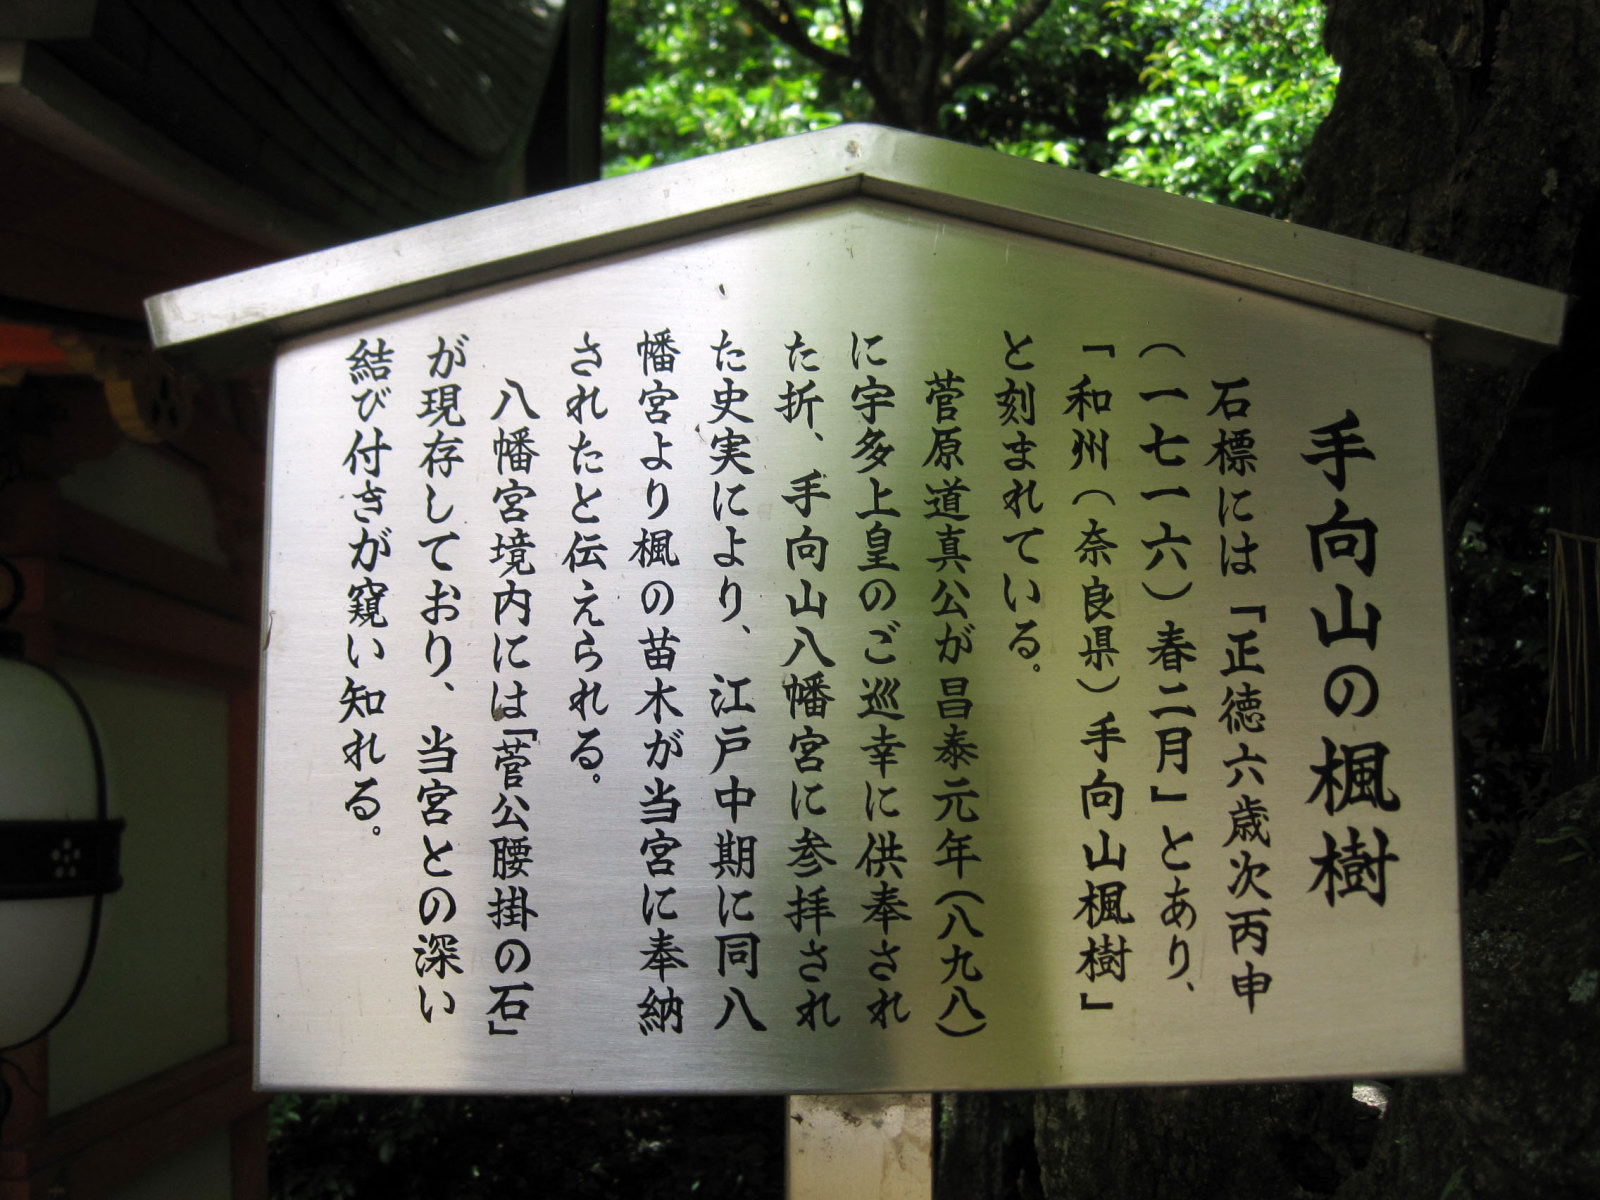 手向山の楓樹
石標には「正徳六歳次丙申
（一七一六）春二月」とあり、
「和州（奈良県）手向山楓樹」
と刻まれている。
菅原道真公が昌泰元年（八九八）
に宇多上皇のご巡幸に供奉され
た折、手向山八幡宮に参拝され
た史実により、江戸中期に同八
幡宮より楓の苗木が当宮に奉納
されたと伝えられる。
八幡宮境内には「菅公腰掛の石」
が現存しており、当宮との深い
結び付きが窺い知れる。